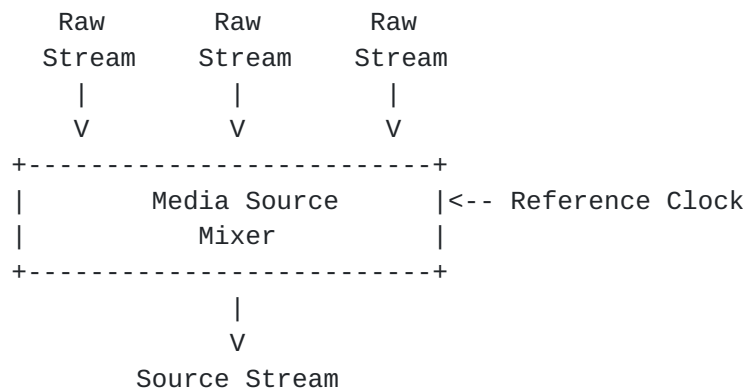 Raw Raw Raw
Stream Stream Stream
| | |
V V V
+--------------------------+
| Media Source |<-- Reference Clock
| Mixer |
+--------------------------+
|
V
Source Stream